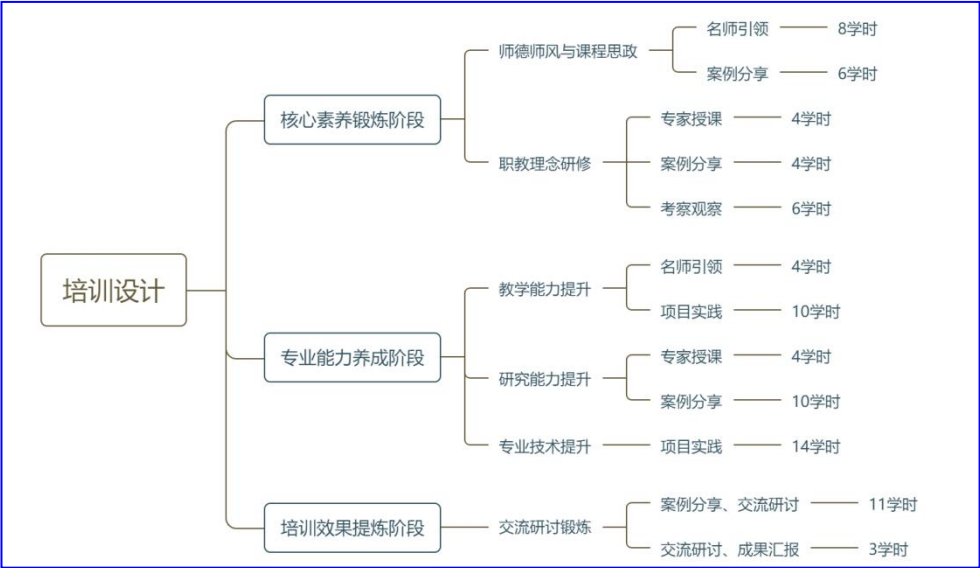 培训设计
核心素养锻炼阶段
师德师风与课程思政
名师引领 8学时
案例分享 6学时
职教理念研修
专家授课 4学时
案例分享 4学时
考察观察 6学时
专业能力养成阶段
教学能力提升
名师引领 4学时
项目实践 10学时
研究能力提升
专家授课 4学时
案例分享 10学时
专业技术提升
项目实践 14学时
培训效果提炼阶段
交流研讨锻炼
案例分享、交流研讨 11学时
交流研讨、成果汇报 3学时